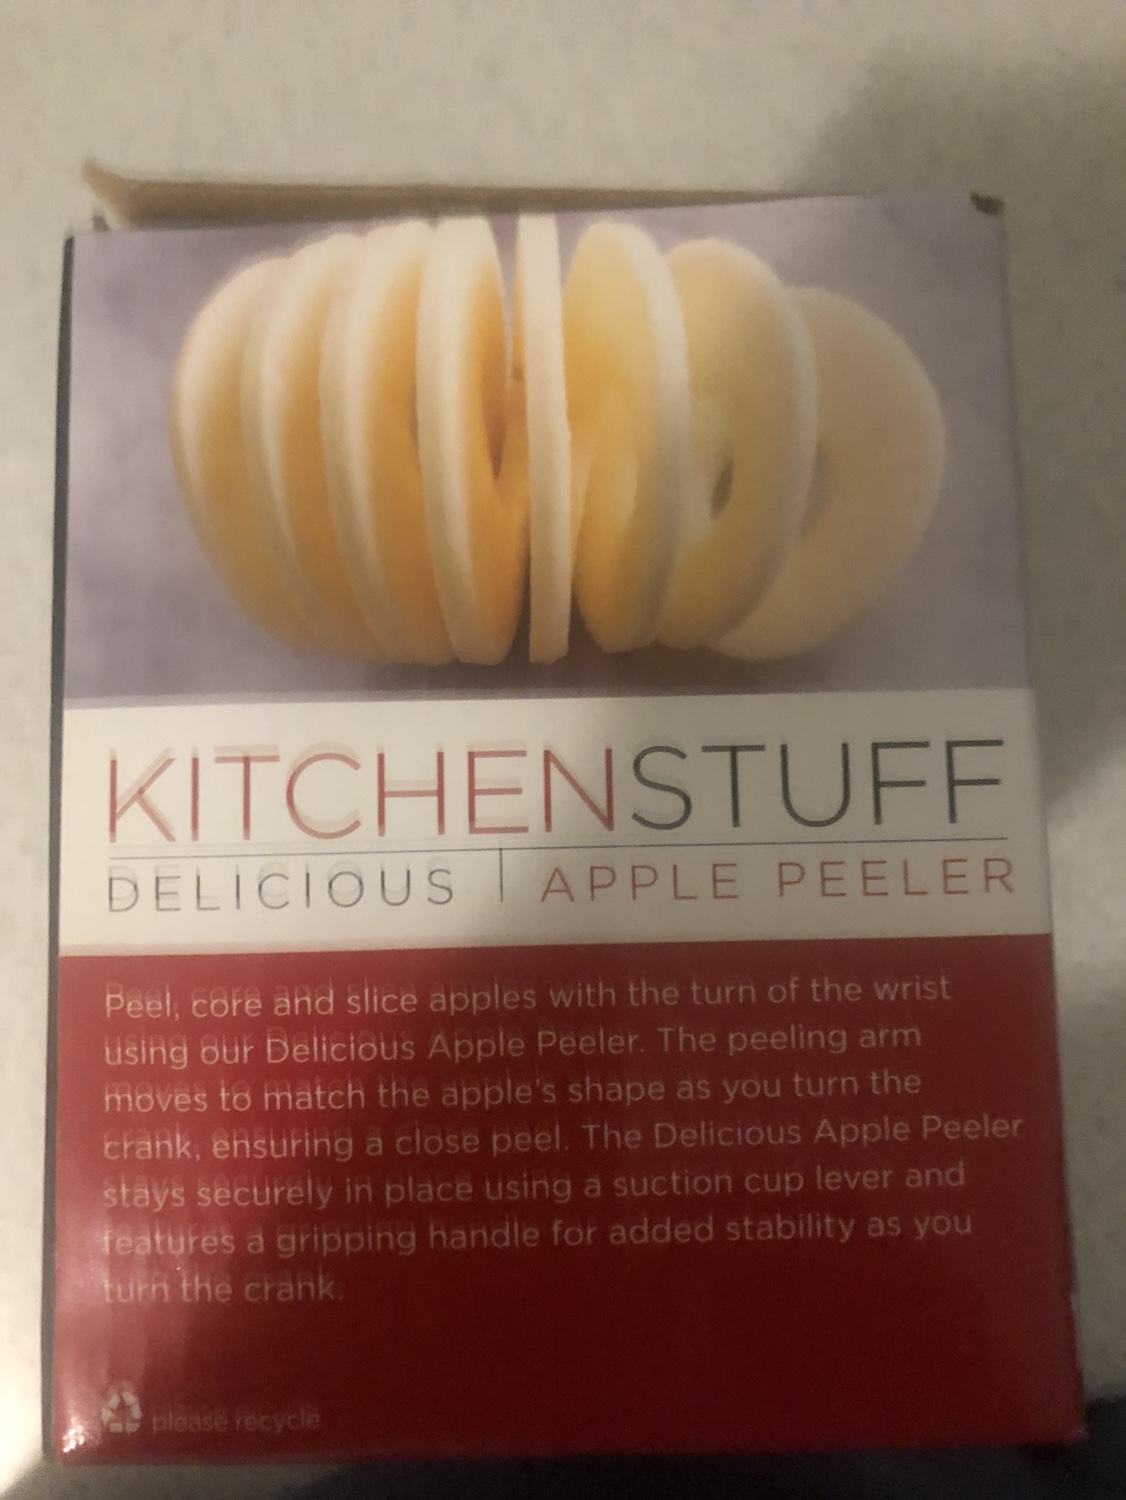 KITCHENSTUFF
DELICIOUS | APPLE PEELER
Peel, core and slice apples with the turn of the wrist
using our Delicious Apple Peeler. The peeling arm
moves to match the apple's shape as you turn the
crank, ensuring a close peel. The Delicious Apple Peeler
stays securely in place using a suction cup lever and
features a gripping handle for added stability as you
turn the crank.
please recycle